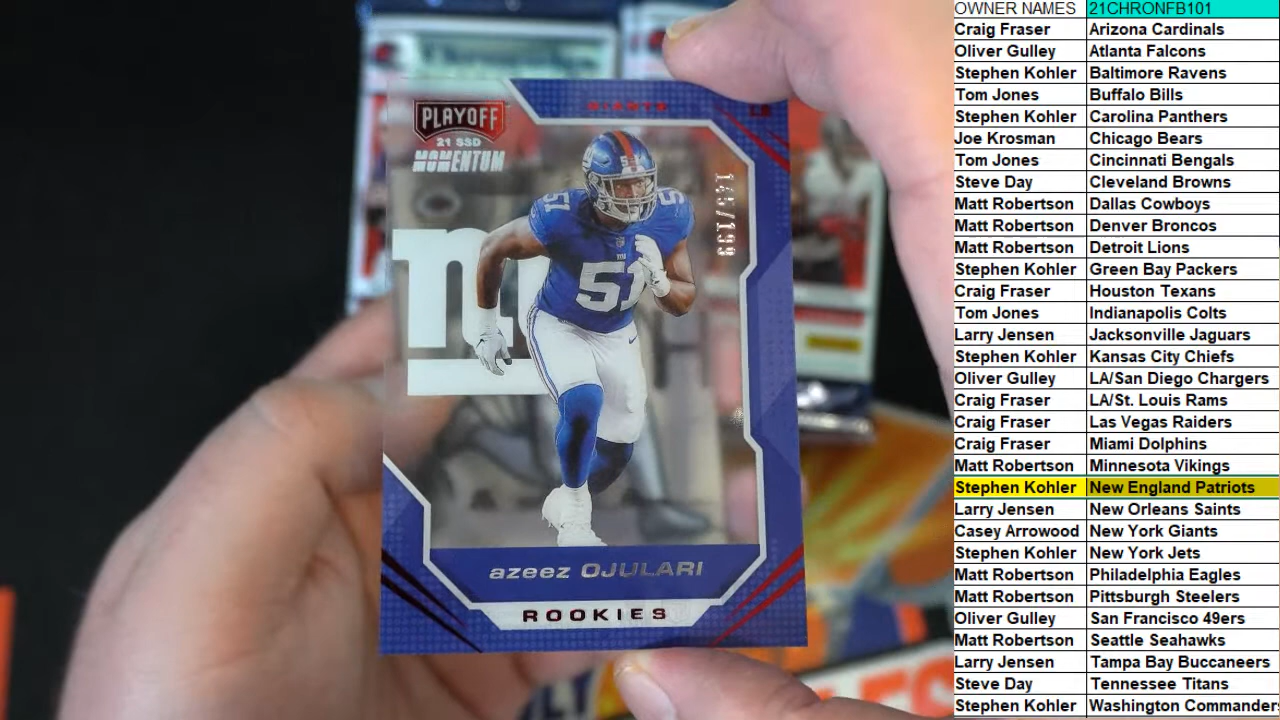 GIANTS
LB
PLAYOFF
21 SSD
MOMENTUM
145/199
51
51
51
ny
azeez OJULARI
ROOKIES
OWNER NAMES 21CHRONFB101
Craig Fraser Arizona Cardinals
Oliver Gulley Atlanta Falcons
Stephen Kohler Baltimore Ravens
Tom Jones Buffalo Bills
Stephen Kohler Carolina Panthers
Joe Krosman Chicago Bears
Tom Jones Cincinnati Bengals
Steve Day Cleveland Browns
Matt Robertson Dallas Cowboys
Matt Robertson Denver Broncos
Matt Robertson Detroit Lions
Stephen Kohler Green Bay Packers
Craig Fraser Houston Texans
Tom Jones Indianapolis Colts
Larry Jensen Jacksonville Jaguars
Stephen Kohler Kansas City Chiefs
Oliver Gulley LA/San Diego Chargers
Craig Fraser LA/St. Louis Rams
Craig Fraser Las Vegas Raiders
Craig Fraser Miami Dolphins
Matt Robertson Minnesota Vikings
Stephen Kohler New England Patriots
Larry Jensen New Orleans Saints
Casey Arrowood New York Giants
Stephen Kohler New York Jets
Matt Robertson Philadelphia Eagles
Matt Robertson Pittsburgh Steelers
Oliver Gulley San Francisco 49ers
Matt Robertson Seattle Seahawks
Larry Jensen Tampa Bay Buccaneers
Steve Day Tennessee Titans
Stephen Kohler Washington Commander